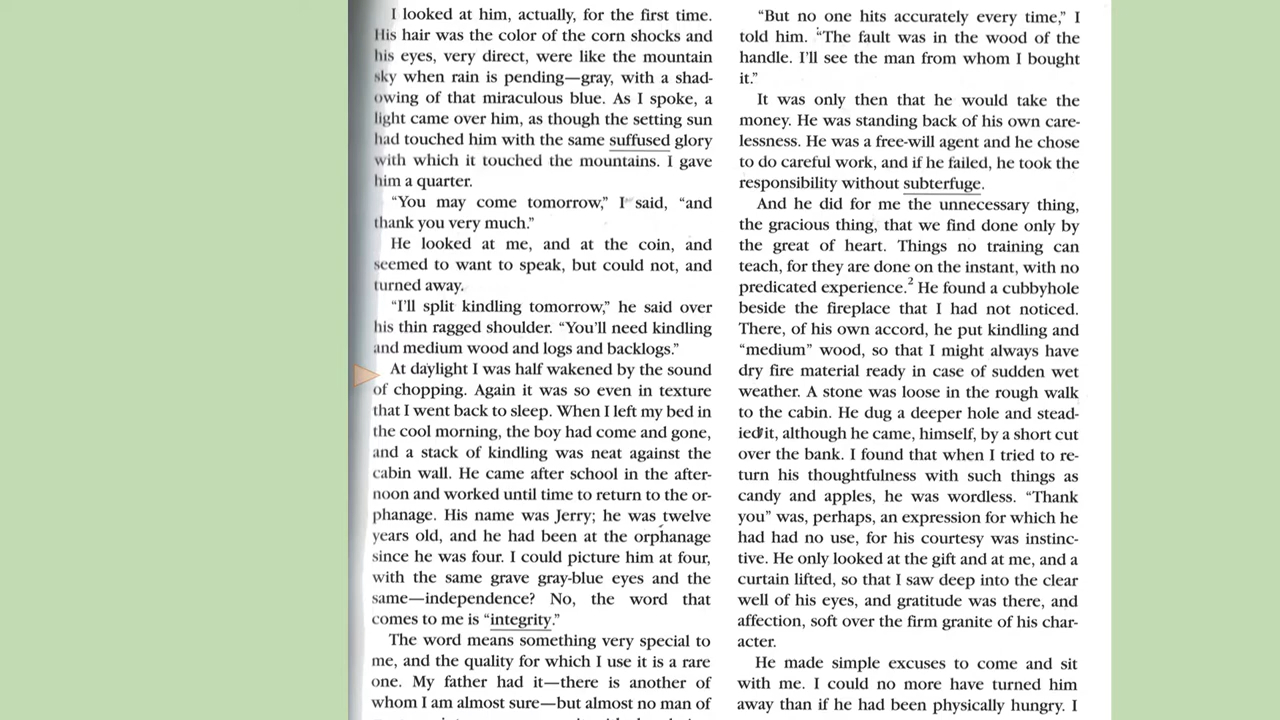 I looked at him, actually, for the first time.
His hair was the color of the corn shocks and
his eyes, very direct, were like the mountain
sky when rain is pending—gray, with a shad-
owing of that miraculous blue. As I spoke, a
light came over him, as though the setting sun
had touched him with the same suffused glory
with which it touched the mountains. I gave
him a quarter.
“You may come tomorrow,” I said, “and
thank you very much.”
He looked at me, and at the coin, and
seemed to want to speak, but could not, and
turned away.
“I’ll split kindling tomorrow,” he said over
his thin ragged shoulder. “You’ll need kindling
and medium wood and logs and backlogs.”
At daylight I was half wakened by the sound
of chopping. Again it was so even in texture
that I went back to sleep. When I left my bed in
the cool morning, the boy had come and gone,
and a stack of kindling was neat against the
cabin wall. He came after school in the after-
noon and worked until time to return to the or-
phanage. His name was Jerry; he was twelve
years old, and he had been at the orphanage
since he was four. I could picture him at four,
with the same grave gray-blue eyes and the
same—independence? No, the word that
comes to me is “integrity.”
The word means something very special to
me, and the quality for which I use it is a rare
one. My father had it—there is another of
whom I am almost sure—but almost no man of
“But no one hits accurately every time,” I
told him. “The fault was in the wood of the
handle. I’ll see the man from whom I bought
it.”
It was only then that he would take the
money. He was standing back of his own care-
lessness. He was a free-will agent and he chose
to do careful work, and if he failed, he took the
responsibility without subterfuge.
And he did for me the unnecessary thing,
the gracious thing, that we find done only by
the great of heart. Things no training can
teach, for they are done on the instant, with no
predicated experience.2 He found a cubbyhole
beside the fireplace that I had not noticed.
There, of his own accord, he put kindling and
“medium” wood, so that I might always have
dry fire material ready in case of sudden wet
weather. A stone was loose in the rough walk
to the cabin. He dug a deeper hole and stead-
ied it, although he came, himself, by a short cut
over the bank. I found that when I tried to re-
turn his thoughtfulness with such things as
candy and apples, he was wordless. “Thank
you” was, perhaps, an expression for which he
had had no use, for his courtesy was instinc-
tive. He only looked at the gift and at me, and a
curtain lifted, so that I saw deep into the clear
well of his eyes, and gratitude was there, and
affection, soft over the firm granite of his char-
acter.
He made simple excuses to come and sit
with me. I could no more have turned him
away than if he had been physically hungry. I